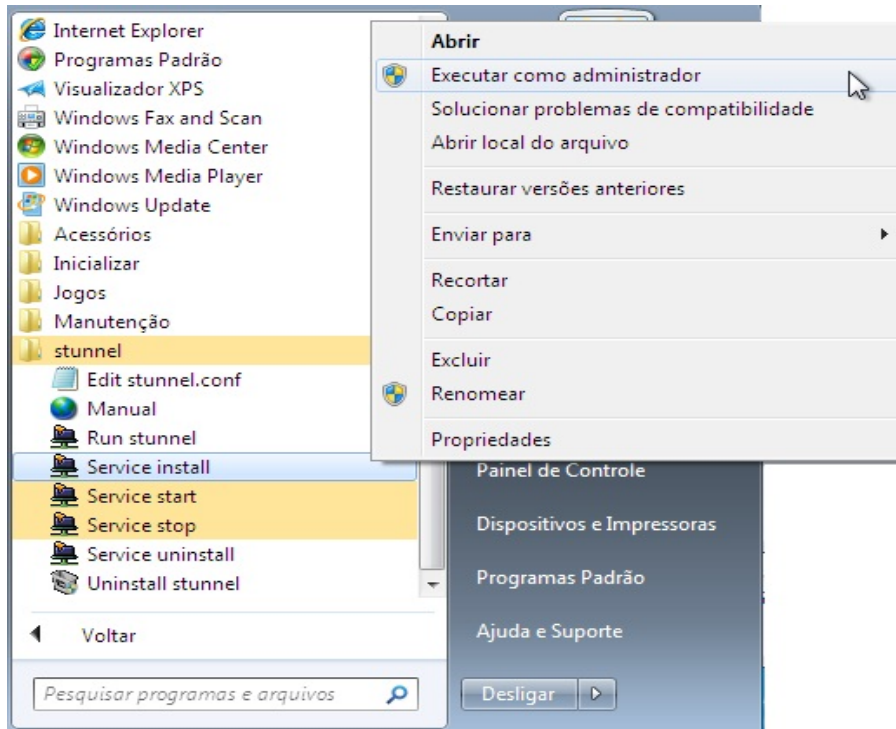 Internet Explorer
Programas Padrão
Visualizador XPS
Windows Fax and Scan
Windows Media Center
Windows Media Player
Windows Update
Acessórios
Inicializar
Jogos
Manutenção
stunnel
Edit stunnel.conf
Manual
Run stunnel
Service install
Service start
Service stop
Service uninstall
Uninstall stunnel
Voltar
Pesquisar programas e arquivos
Abrir
Executar como administrador
Solucionar problemas de compatibilidade
Abrir local do arquivo
Restaurar versões anteriores
Enviar para
Recortar
Copiar
Excluir
Renomear
Propriedades
Painel de Controle
Dispositivos e Impressoras
Programas Padrão
Ajuda e Suporte
Desligar